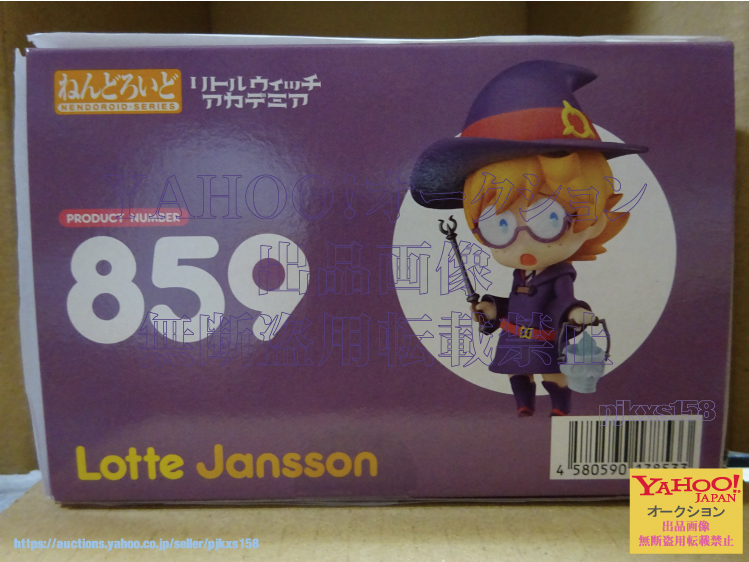 ねんどろいど
NENDOROID-SERIES
リトルウィッチ
アカデミア
YAHOO!オークション
出品画像
無断盗用転載禁止
PRODUCT NUMBER
859
pjkxs158
Lotte Jansson
4 580590 178533
YAHOO!
JAPAN
オークション
出品画像
無断盗用転載禁止
https://auctions.yahoo.co.jp/seller/pjkxs158